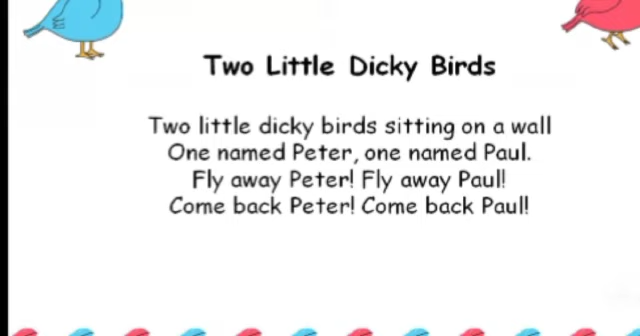 Two Little Dicky Birds
Two little dicky birds sitting on a wall
One named Peter, one named Paul.
Fly away Peter! Fly away Paul!
Come back Peter! Come back Paul!